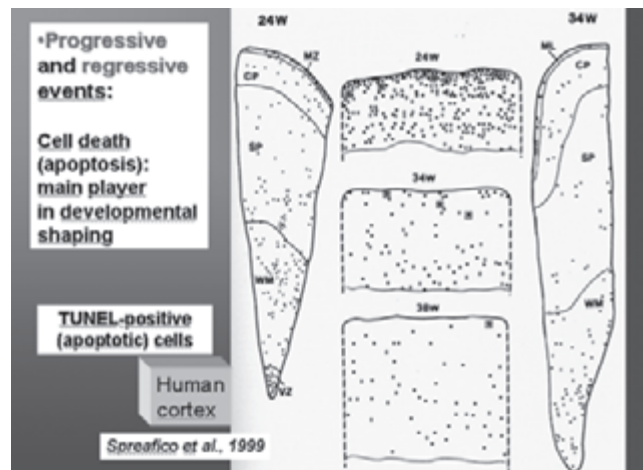 •Progressive
and regressive
events:
Cell death
(apoptosis):
main player
in developmental
shaping
TUNEL-positive
(apoptotic) cells
Human
cortex
Spreafico et al., 1999
24W
MZ
CP
SP
WM
VZ
24W
34W
38W
34W
ML
CP
SP
WM